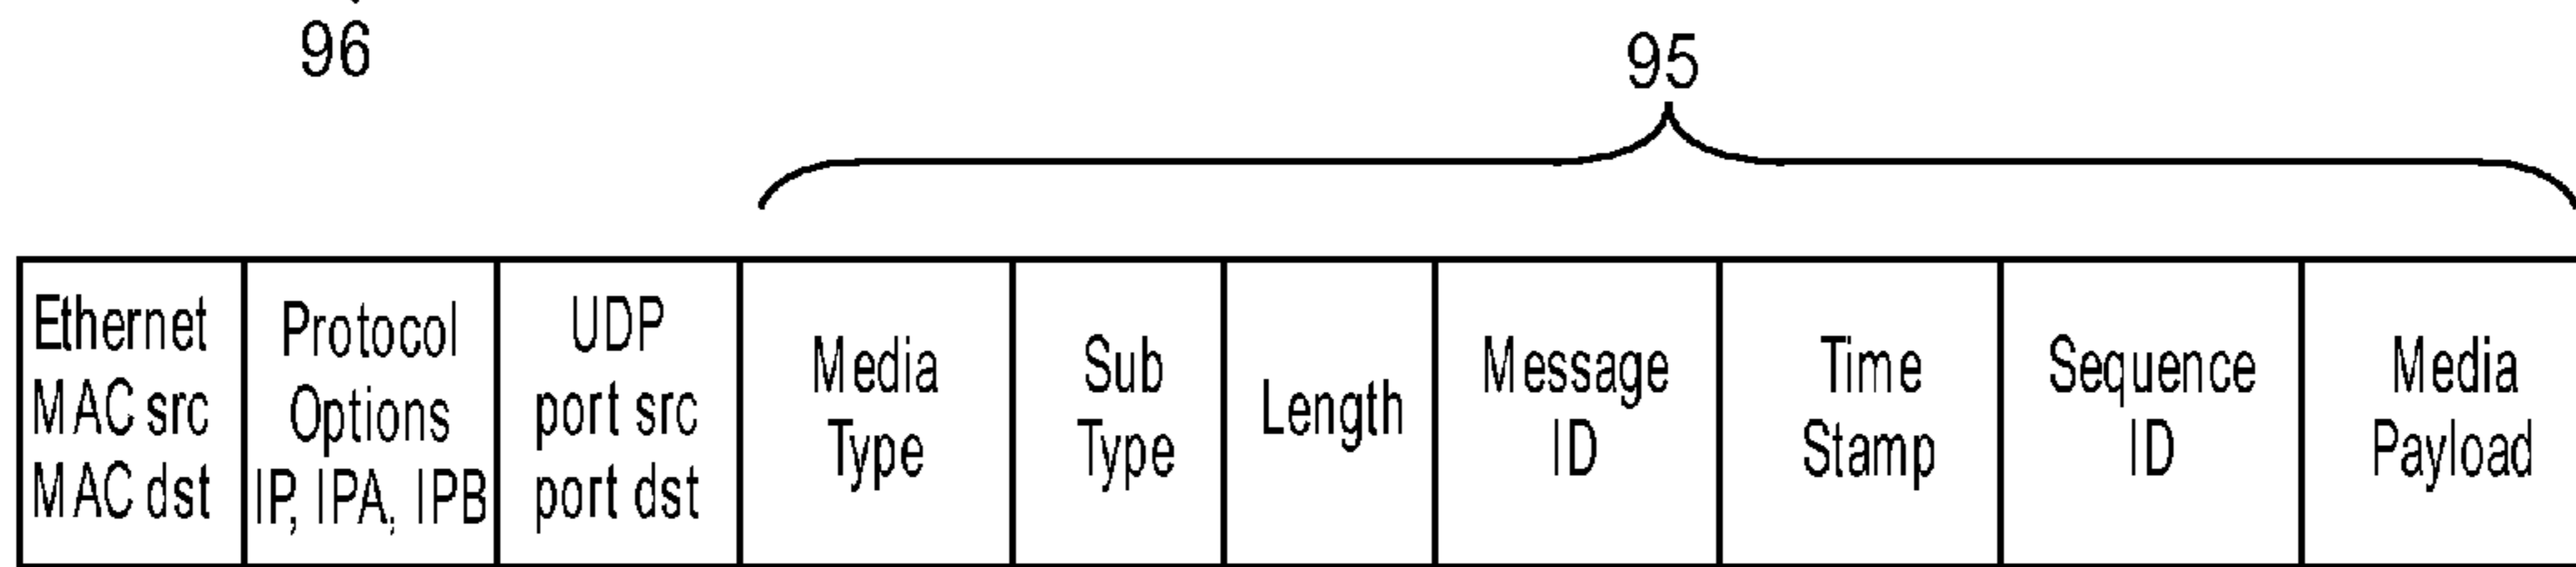 96
95
Ethernet
MAC src
MAC dst
Protocol
Options
IP, IPA, IPB
UDP
port src
port dst
Media
Type
Sub
Type
Length
Message
ID
Time
Stamp
Sequence
ID
Media
Payload